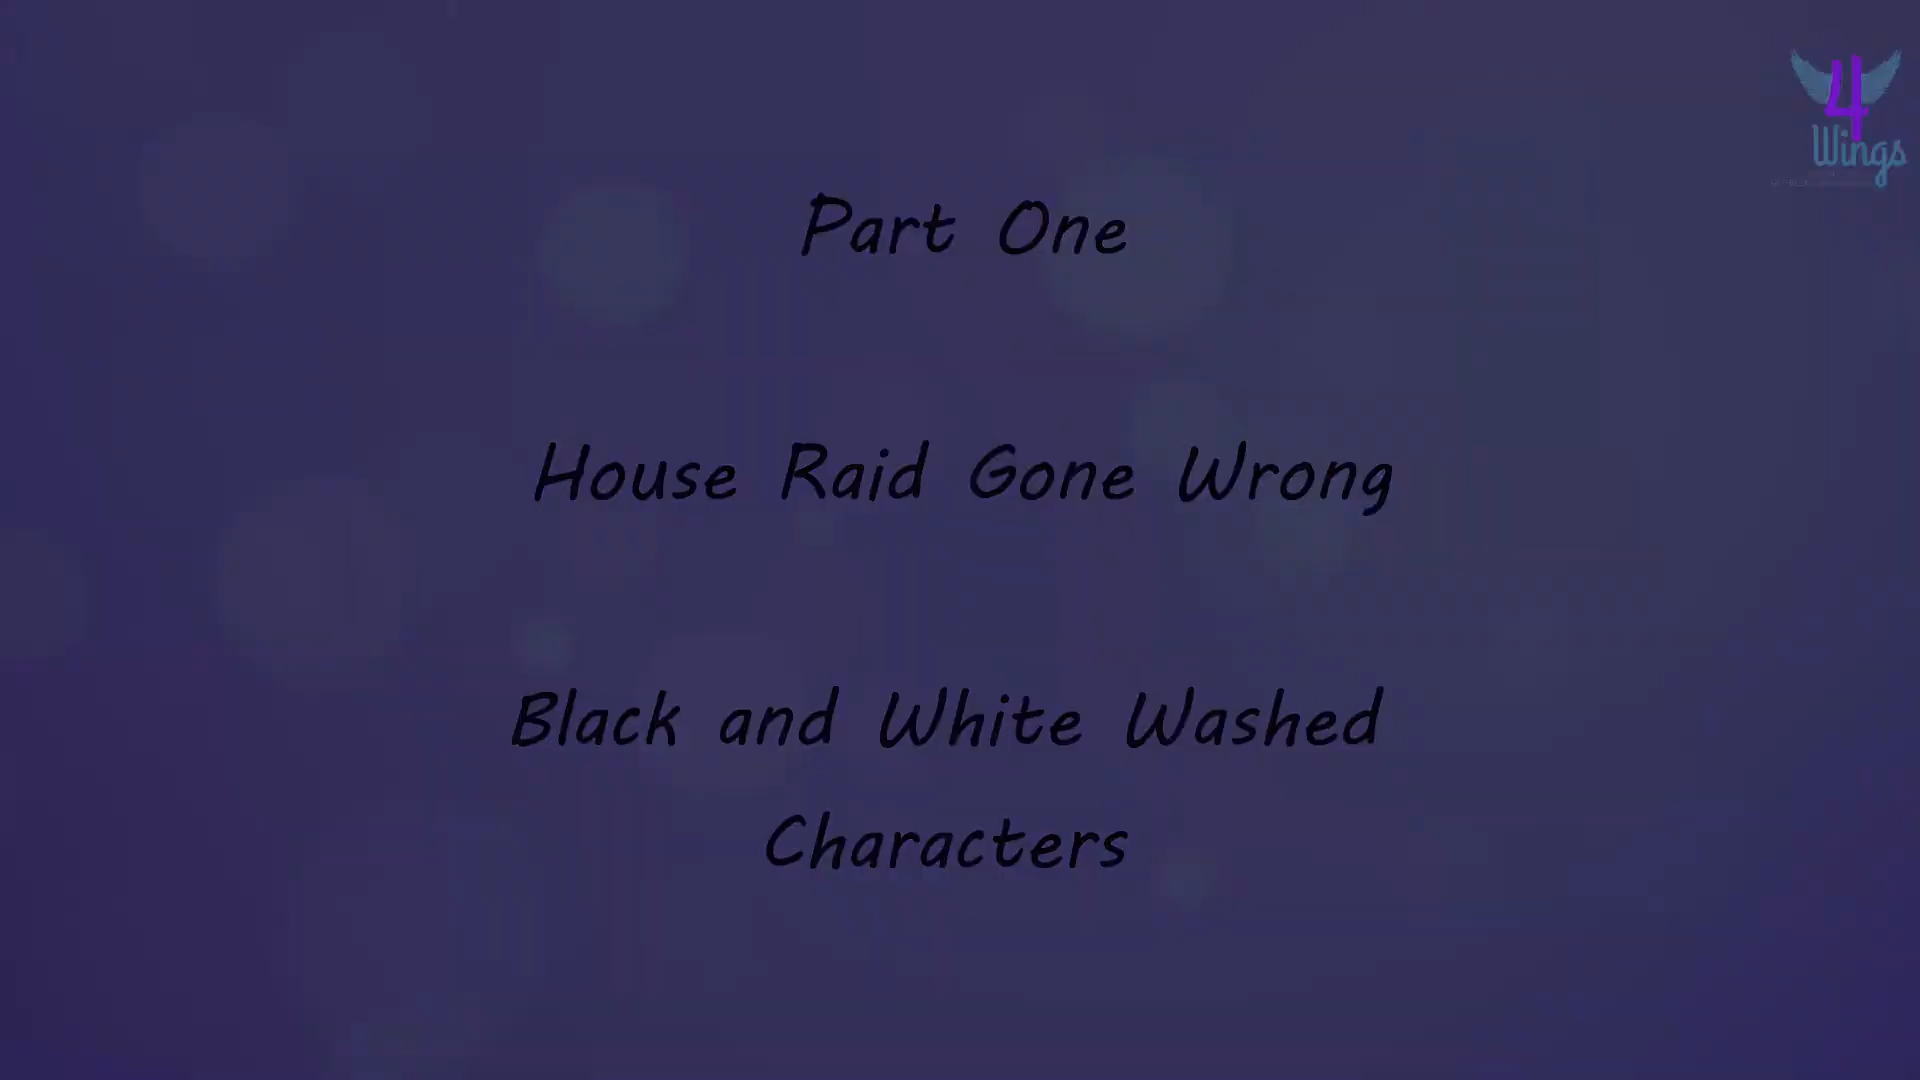 4
Wings
Part One
House Raid Gone Wrong
Black and White Washed
Characters